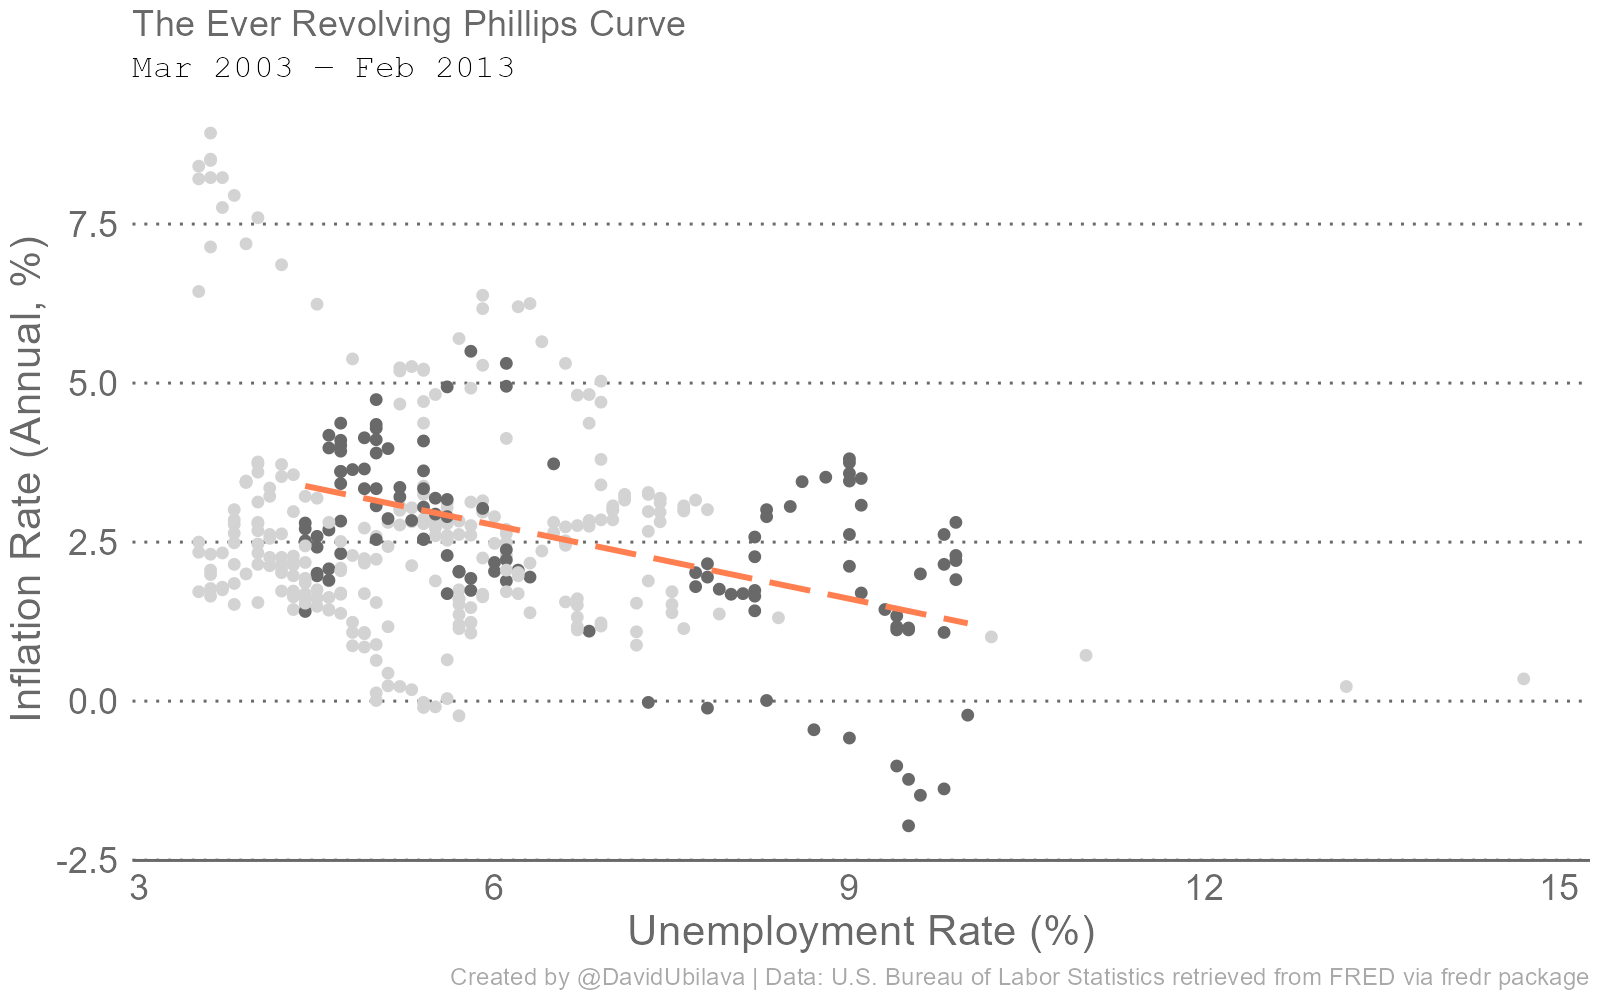 The Ever Revolving Phillips Curve
Mar 2003 — Feb 2013
Inflation Rate (Annual, %)
7.5
5.0
2.5
0.0
-2.5
3 6 9 12 15
Unemployment Rate (%)
Created by @DavidUbilava | Data: U.S. Bureau of Labor Statistics retrieved from FRED via fredr package